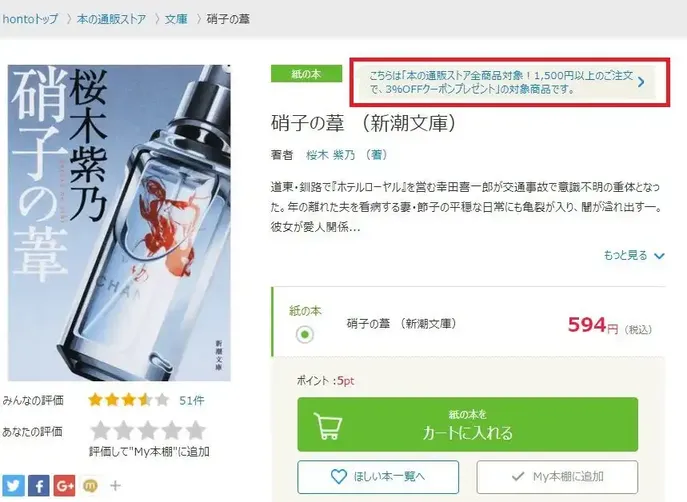 hontoトップ 〉 本の通販ストア 〉 文庫 〉 硝子の葦
桜木紫乃
硝子の葦
CHAN
新潮文庫
紙の本
こちらは「本の通販ストア全商品対象！1,500円以上のご注文
で、3%OFFクーポンプレゼント」の対象商品です。
硝子の葦 （新潮文庫）
著者 桜木 紫乃 （著）
道東・釧路で『ホテルローヤル』を営む幸田喜一郎が交通事故で意識不明の重体となっ
た。年の離れた夫を看病する妻・節子の平穏な日常にも亀裂が入り、闇が溢れ出す―。
彼女が愛人関係...
もっと見る
紙の本
硝子の葦 （新潮文庫）
594円（税込）
ポイント :5pt
紙の本を
カートに入れる
ほしい本一覧へ
My本棚に追加
みんなの評価 51件
あなたの評価
評価して"My本棚"に追加